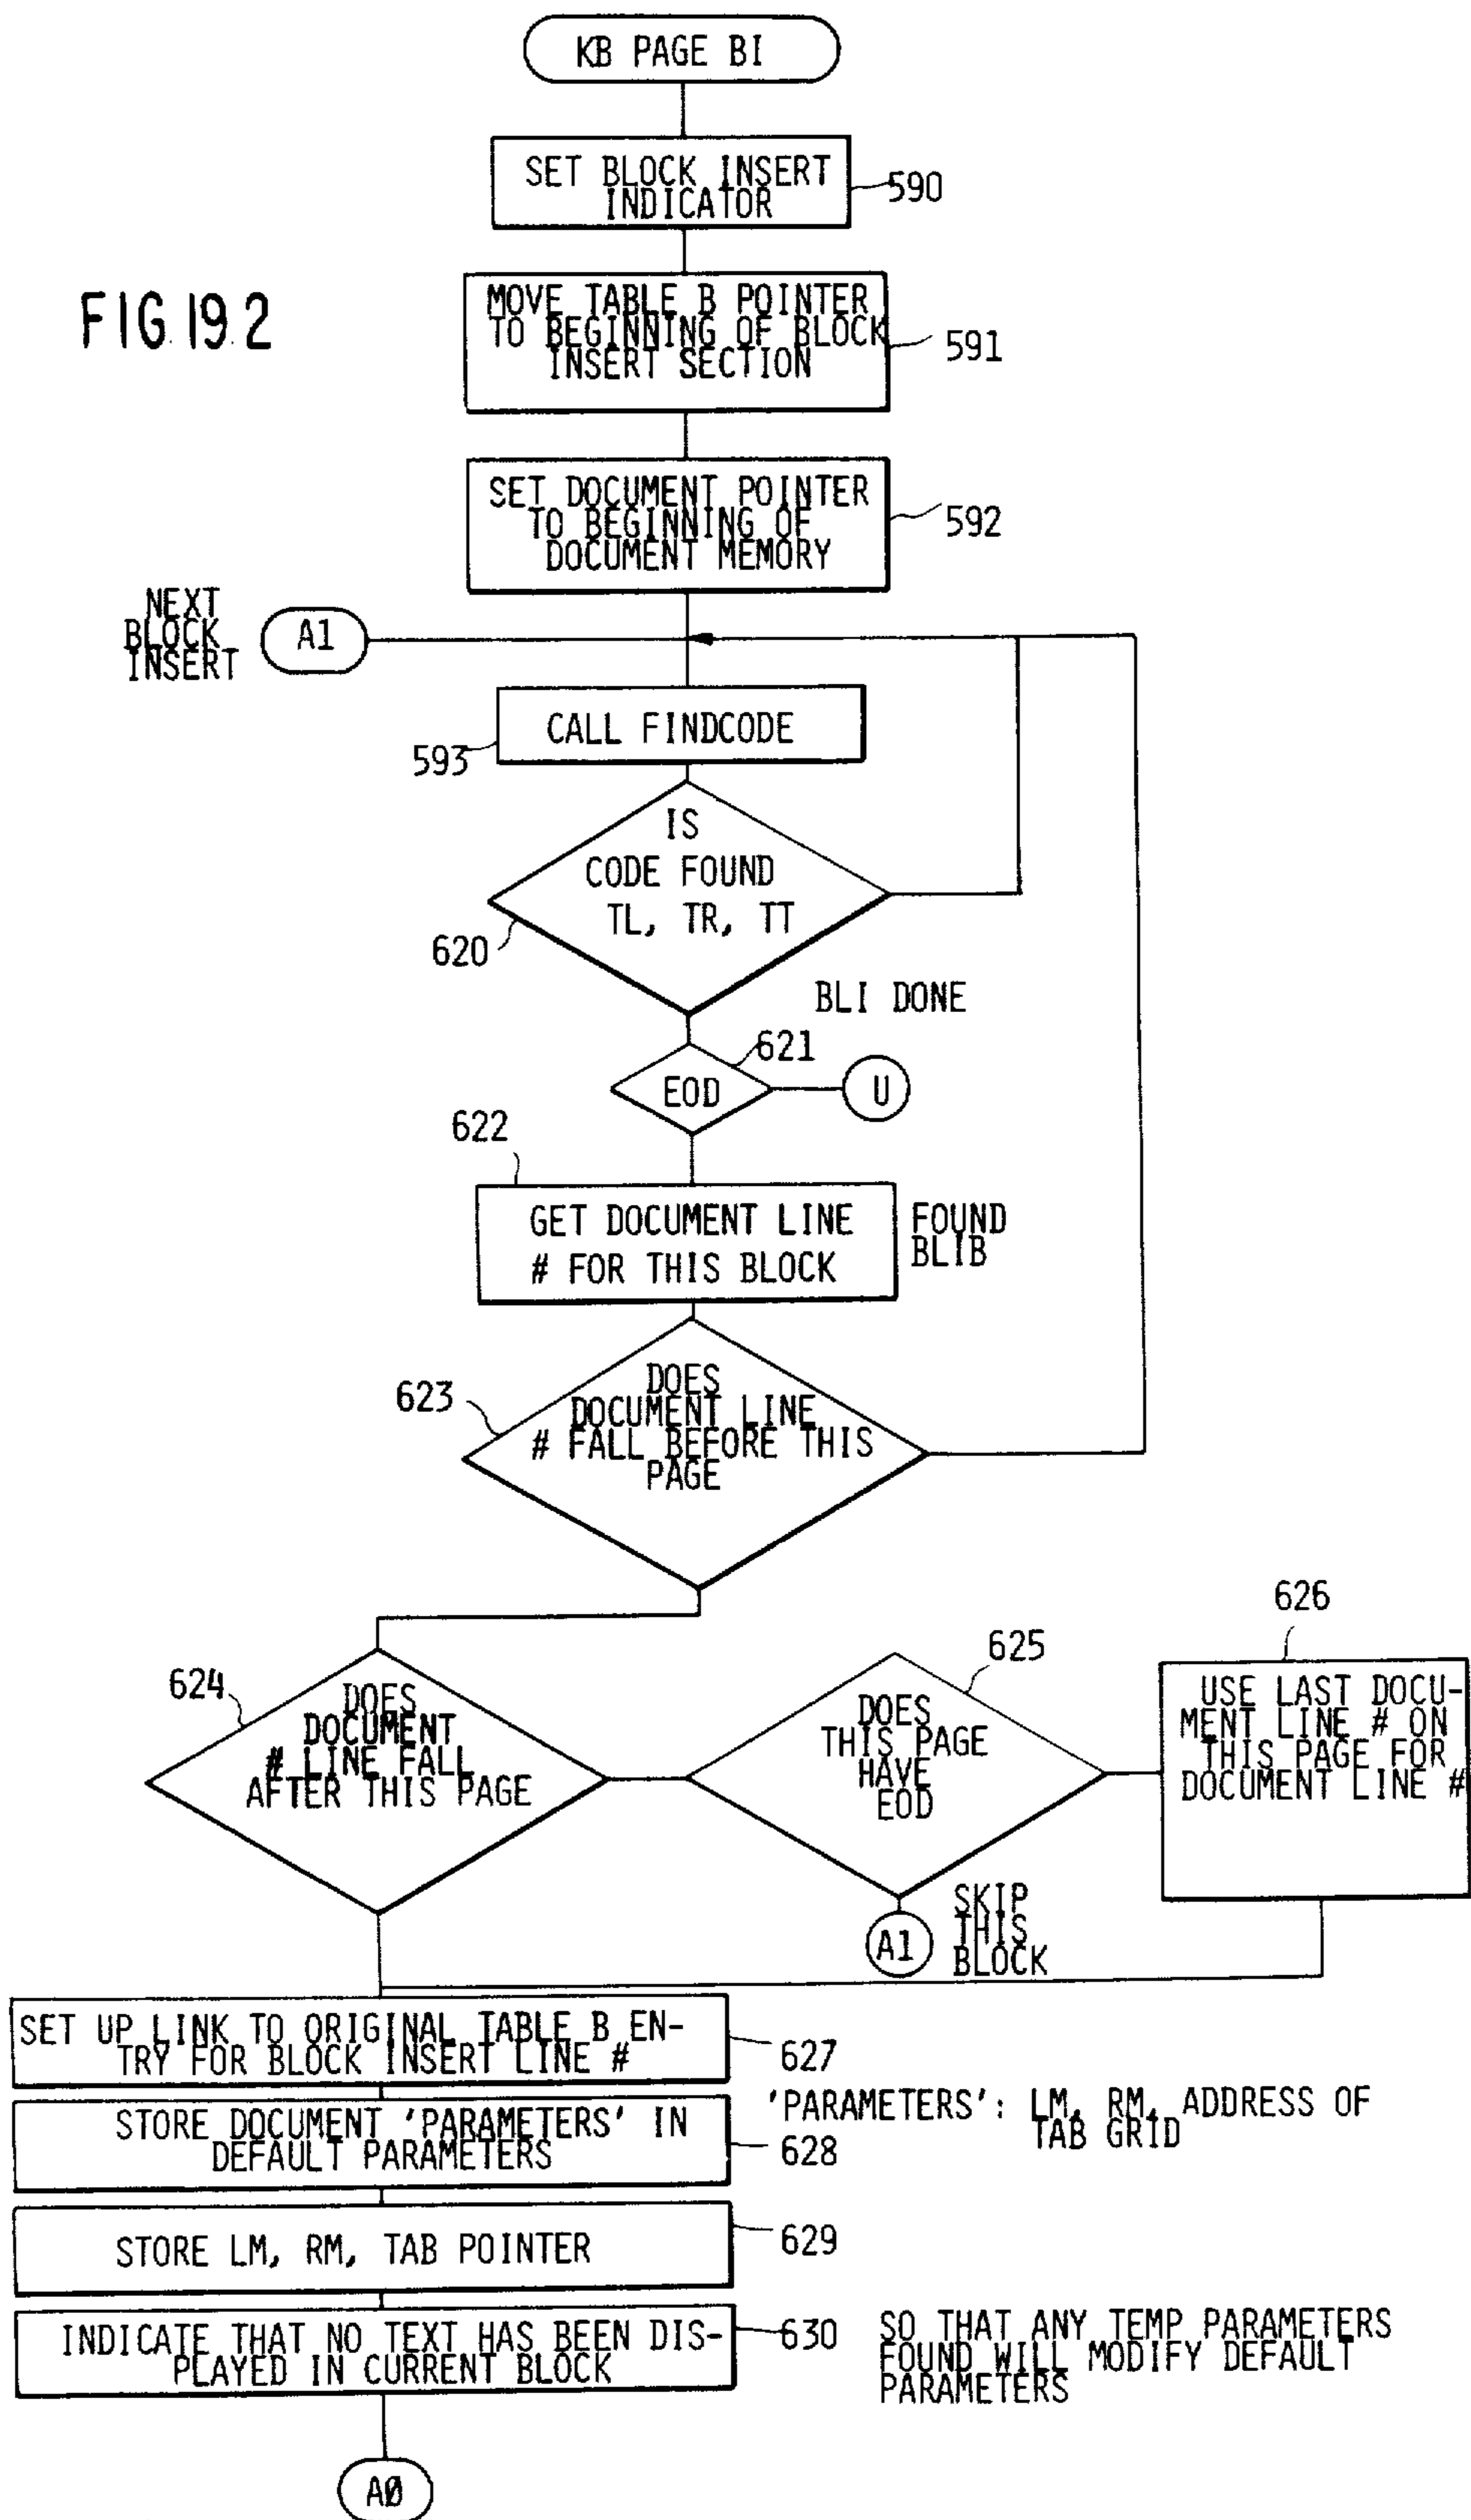 KB PAGE BI
SET BLOCK INSERT
INDICATOR
590
FIG.19.2
MOVE TABLE B POINTER
TO BEGINNING OF BLOCK
INSERT SECTION
591
SET DOCUMENT POINTER
TO BEGINNING OF
DOCUMENT MEMORY
592
NEXT
BLOCK
INSERT
A1
CALL FINDCODE
593
IS
CODE FOUND
TL, TR, TT
620
BLI DONE
621
EOD
U
622
GET DOCUMENT LINE
# FOR THIS BLOCK
FOUND
BLIB
623
DOES
DOCUMENT LINE
# FALL BEFORE THIS
PAGE
624
DOES
DOCUMENT
# LINE FALL
AFTER THIS PAGE
625
DOES
THIS PAGE
HAVE
EOD
626
USE LAST DOCU-
MENT LINE # ON
THIS PAGE FOR
DOCUMENT LINE #
A1
SKIP
THIS
BLOCK
SET UP LINK TO ORIGINAL TABLE B EN-
TRY FOR BLOCK INSERT LINE #
627
STORE DOCUMENT 'PARAMETERS' IN
DEFAULT PARAMETERS
628
'PARAMETERS': LM, RM, ADDRESS OF
TAB GRID
STORE LM, RM, TAB POINTER
629
INDICATE THAT NO TEXT HAS BEEN DIS-
PLAYED IN CURRENT BLOCK
630
SO THAT ANY TEMP PARAMETERS
FOUND WILL MODIFY DEFAULT
PARAMETERS
AØ